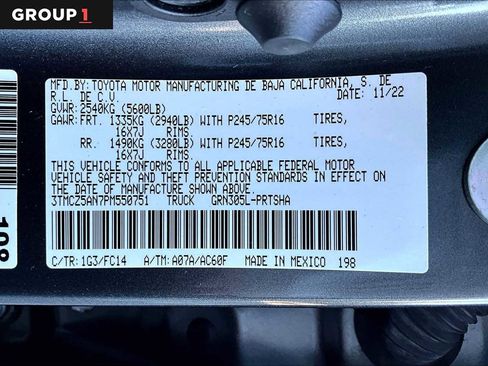 GROUP 1
MFD.BY:TOYOTA MOTOR MANUFACTURING DE BAJA CALIFORNIA, S. DE
R.L. DE C.V. DATE: 11/22
GVWR:2540KG (5600LB)
GAWR:FRT. 1335KG (2940LB) WITH P245/75R16 TIRES,
16X7J RIMS.
RR. 1490KG (3280LB) WITH P245/75R16 TIRES,
16X7J RIMS.
THIS VEHICLE CONFORMS TO ALL APPLICABLE FEDERAL MOTOR
VEHICLE SAFETY AND THEFT PREVENTION STANDARDS IN EFFECT
ON THE DATE OF MANUFACTURE SHOWN ABOVE.
3TMCZ5AN7PM550751 TRUCK GRN305L-PRTSHA
C/TR:1G3/FC14 A/TM:A07A/AC60F MADE IN MEXICO 198
108